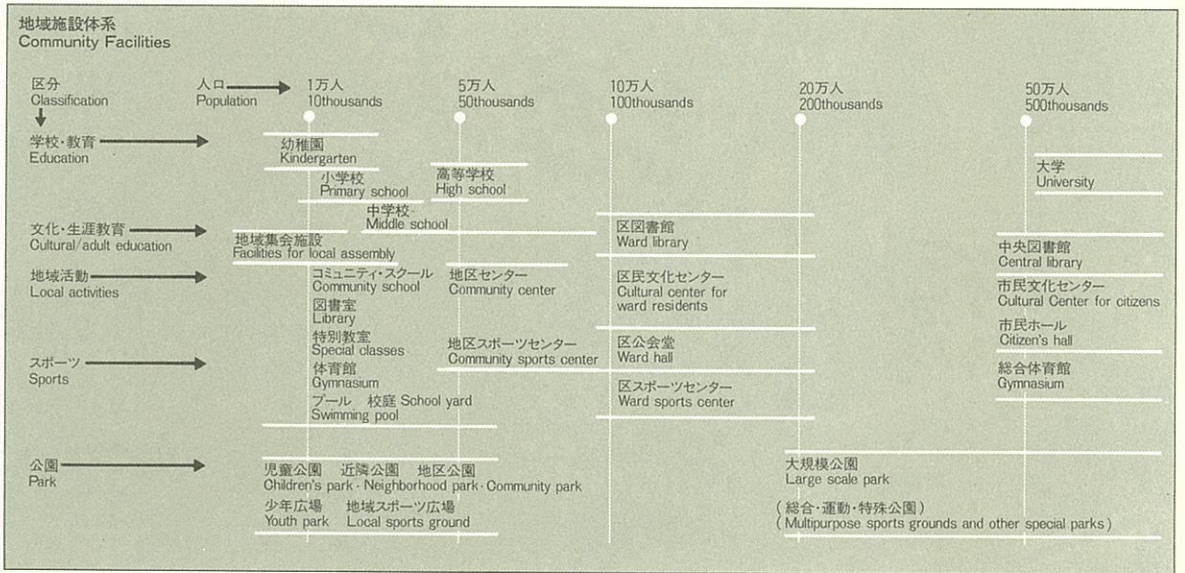 地域施設体系
Community Facilities
区分
Classification
人口
Population
1万人
10thousands
5万人
50thousands
10万人
100thousands
20万人
200thousands
50万人
500thousands
学校・教育
Education
幼稚園
Kindergarten
小学校
Primary school
高等学校
High school
大学
University
文化・生涯教育
Cultural/adult education
中学校
Middle school
地域集会施設
Facilities for local assembly
区図書館
Ward library
中央図書館
Central library
地域活動
Local activities
コミュニティ・スクール
Community school
図書室
Library
特別教室
Special classes
地区センター
Community center
区民文化センター
Cultural center for
ward residents
市民文化センター
Cultural Center for citizens
市民ホール
Citizen's hall
スポーツ
Sports
体育館
Gymnasium
プール 校庭 School yard
Swimming pool
地区スポーツセンター
Community sports center
区公会堂
Ward hall
区スポーツセンター
Ward sports center
総合体育館
Gymnasium
公園
Park
児童公園 近隣公園 地区公園
Children's park・Neighborhood park・Community park
少年広場 地域スポーツ広場
Youth park Local sports ground
大規模公園
Large scale park
(総合・運動・特殊公園)
(Multipurpose sports grounds and other special parks)